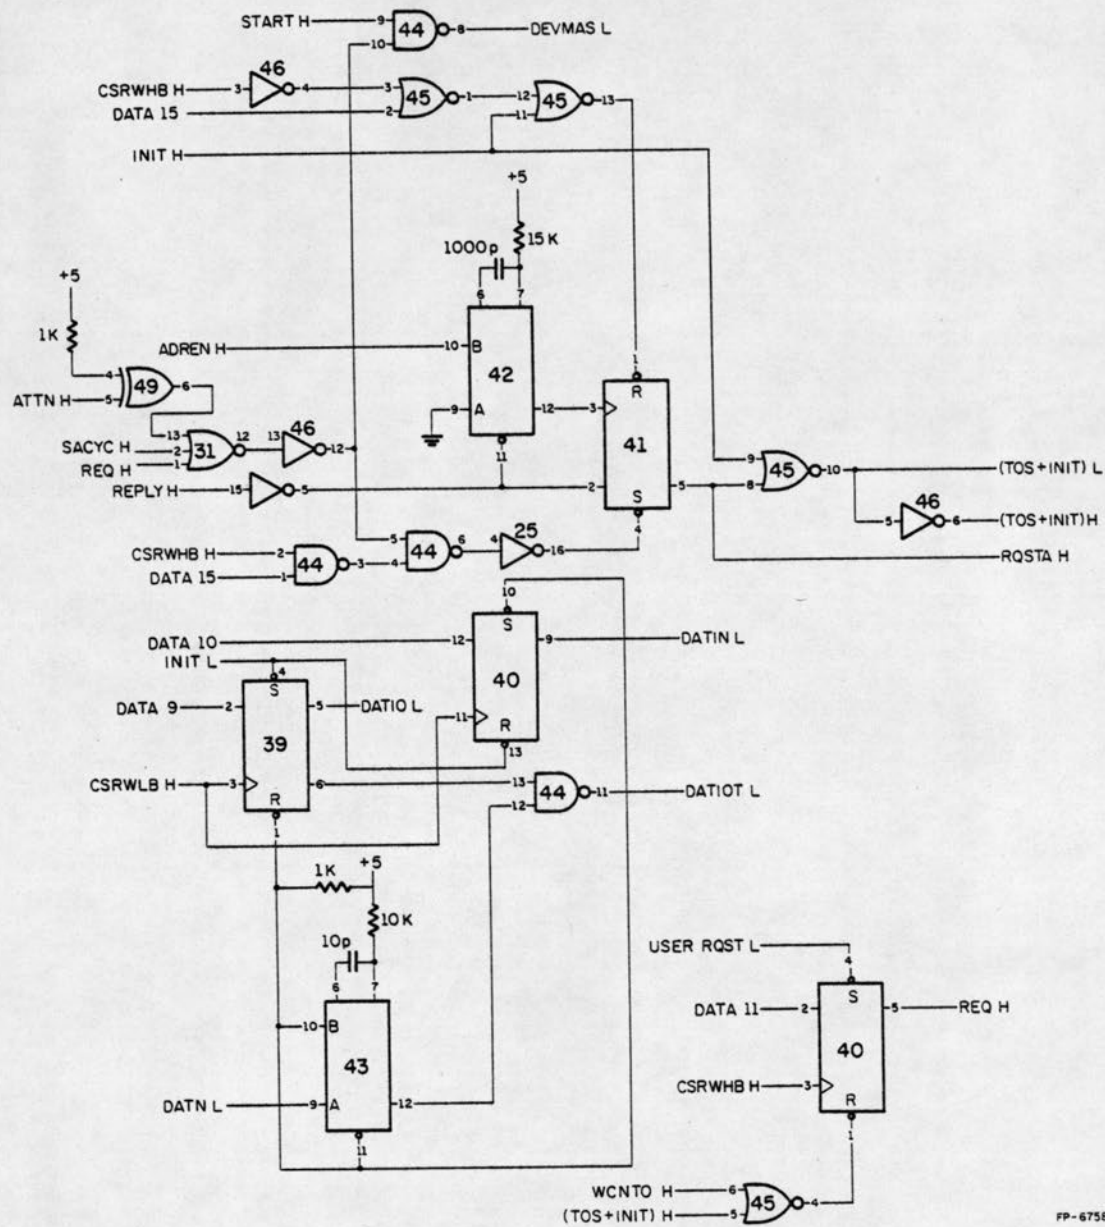 START H 9 44 8 DEVMAS L
10
CSRWHB H 3 46 4 3 45 1 12 45 13
DATA 15 2 11
INIT H
+5
15K
1000p
6 7
+5
1K
ADREN H 10 B
42
4 49 6
ATTN H 5
9 A 12
11
1
R
3 41
2 5
S
4
13 12 13 46 12
SACYC H 2 31
REQ H 1
REPLY H 15 5
9 45 10 (TOS+INIT) L
8
5 46 6 (TOS+INIT) H
RQSTA H
CSRWHB H 2 44 3
DATA 15 1
5 44 6 4 25 16
4
10
S
DATA 10 12 9 DATIN L
40
INIT L
4
S
DATA 9 2 5 DATIO L
39
11
R
13
CSRWLB H 3 6
R
1
13 44 11 DATIOT L
12
1K +5
10K
10p
6 7
10 B
43
DATN L 9 A 12
11
USER RQST L
4
S
DATA 11 2 5 REQ H
40
CSRWHB H 3
R
1
WCNTO H 6 45 4
(TOS+INIT) H 5
FP-6758